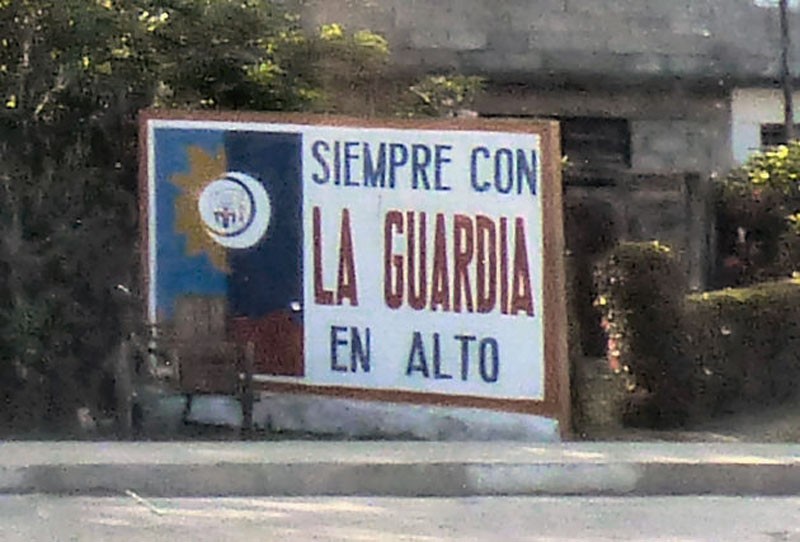 SIEMPRE CON
LA GUARDIA
EN ALTO